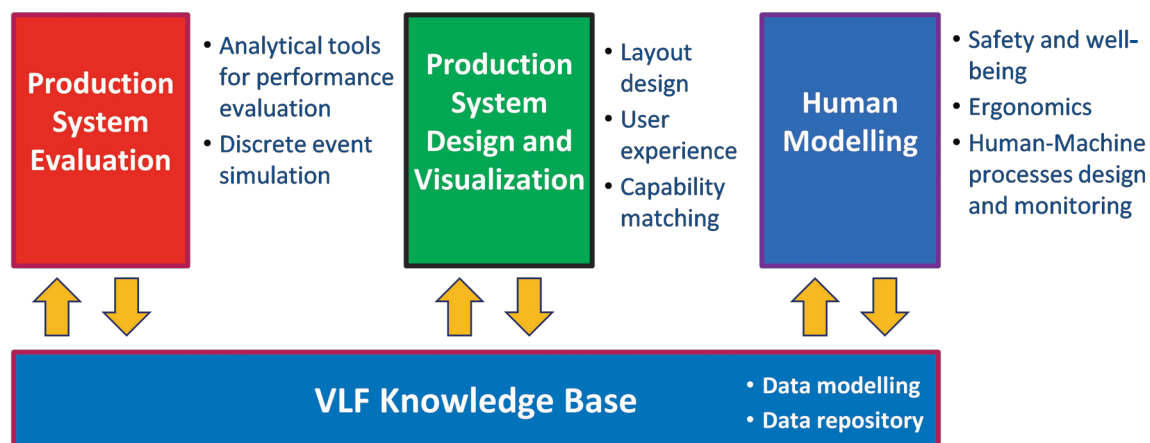 Production
System
Evaluation
• Analytical tools
for performance
evaluation
• Discrete event
simulation
Production
System
Design and
Visualization
• Layout
design
• User
experience
• Capability
matching
Human
Modelling
• Safety and well-
being
• Ergonomics
• Human-Machine
processes design
and monitoring
VLF Knowledge Base
• Data modelling
• Data repository